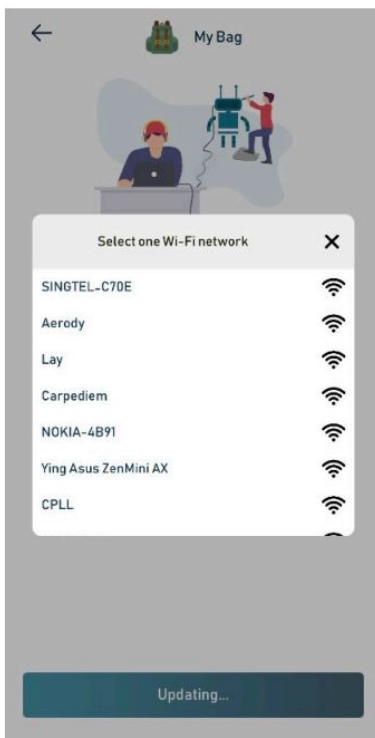 My Bag
Select one Wi-Fi network
SINGTEL-C70E
Aerody
Lay
Carpediem
NOKIA-4B91
Ying Asus ZenMini AX
CPLL
Updating...